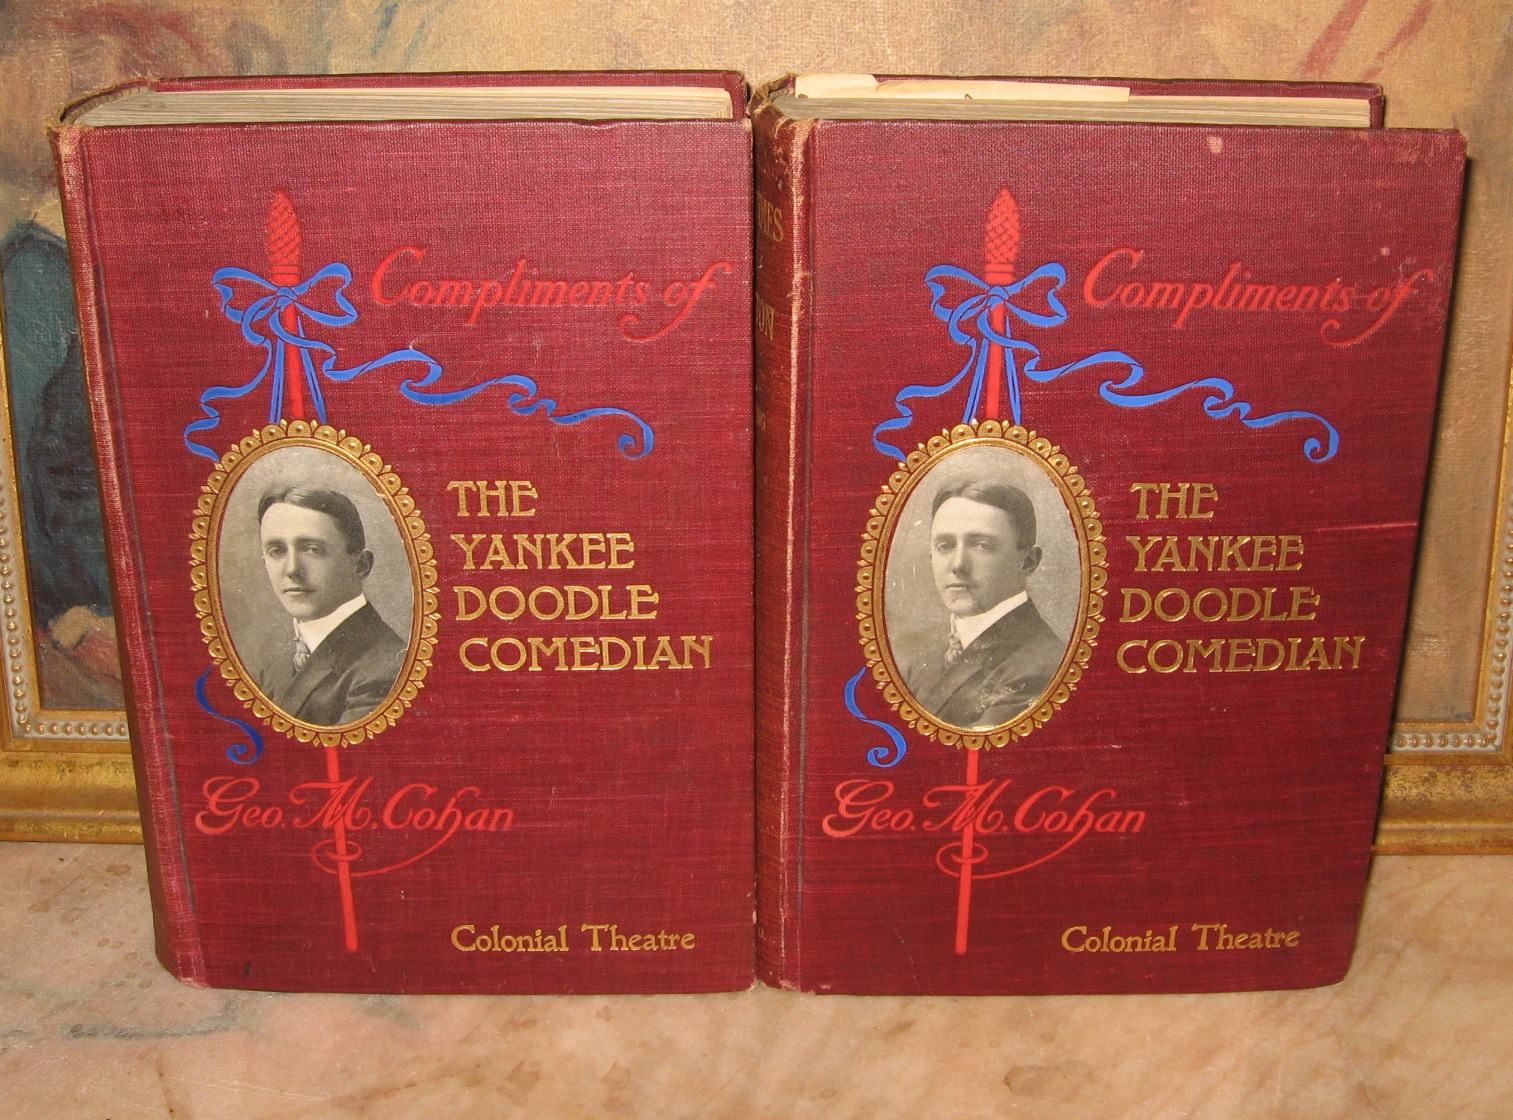 Compliments of
THE
YANKEE
DOODLE
COMEDIAN
Geo. M. Cohan
Colonial Theatre
Compliments of
THE
YANKEE
DOODLE
COMEDIAN
Geo. M. Cohan
Colonial Theatre